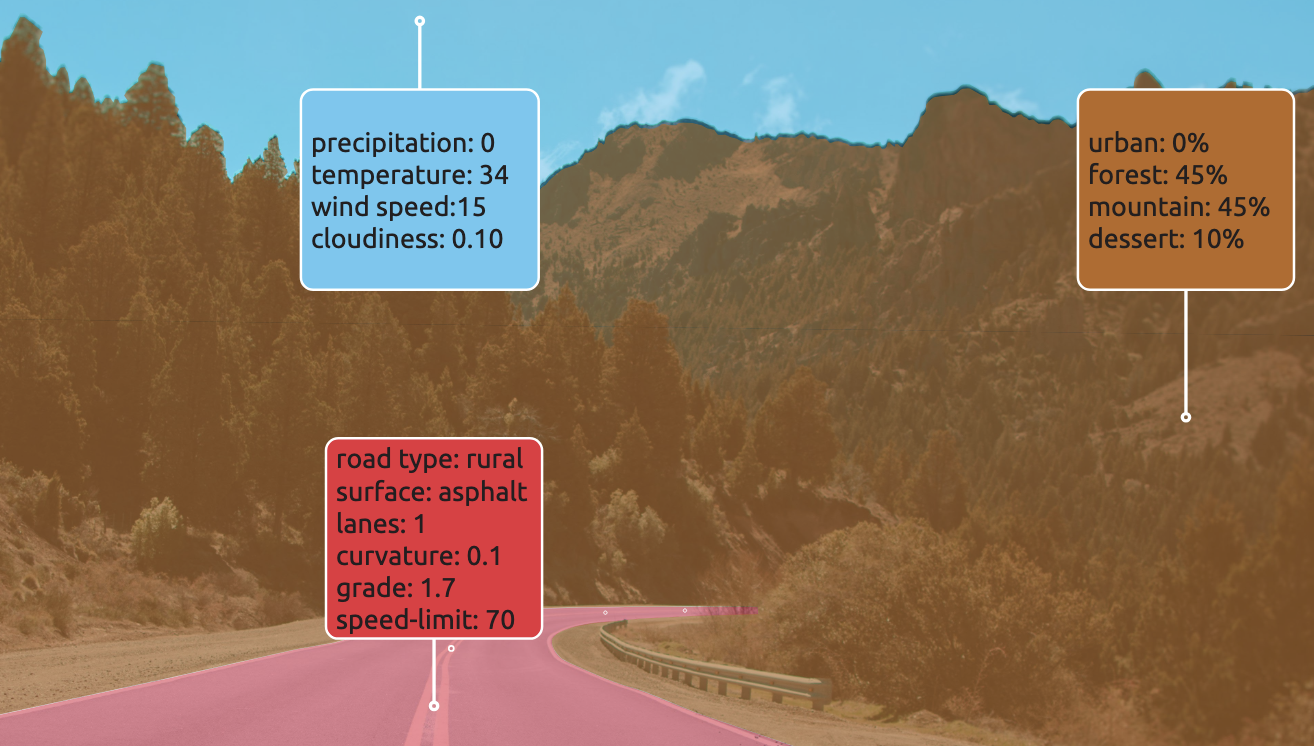 precipitation: 0
temperature: 34
wind speed:15
cloudiness: 0.10
urban: 0%
forest: 45%
mountain: 45%
dessert: 10%
road type: rural
surface: asphalt
lanes: 1
curvature: 0.1
grade: 1.7
speed-limit: 70